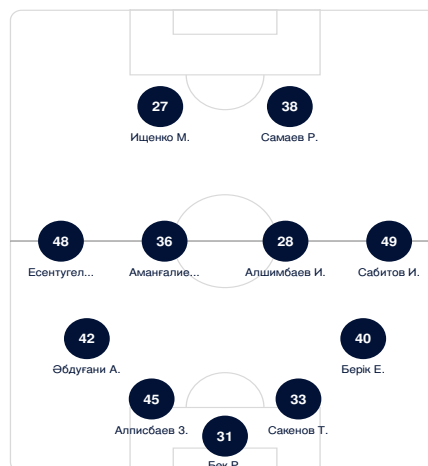 27 38
Ищенко М. Самаев Р.
48 36 28 49
Есентугел... Аманғалие... Алшимбаев И. Сабитов И.
42 40
Әбдуғани А. Берік Е.
45 33
Алписбаев З. Сакенов Т.
31
Бек Р.